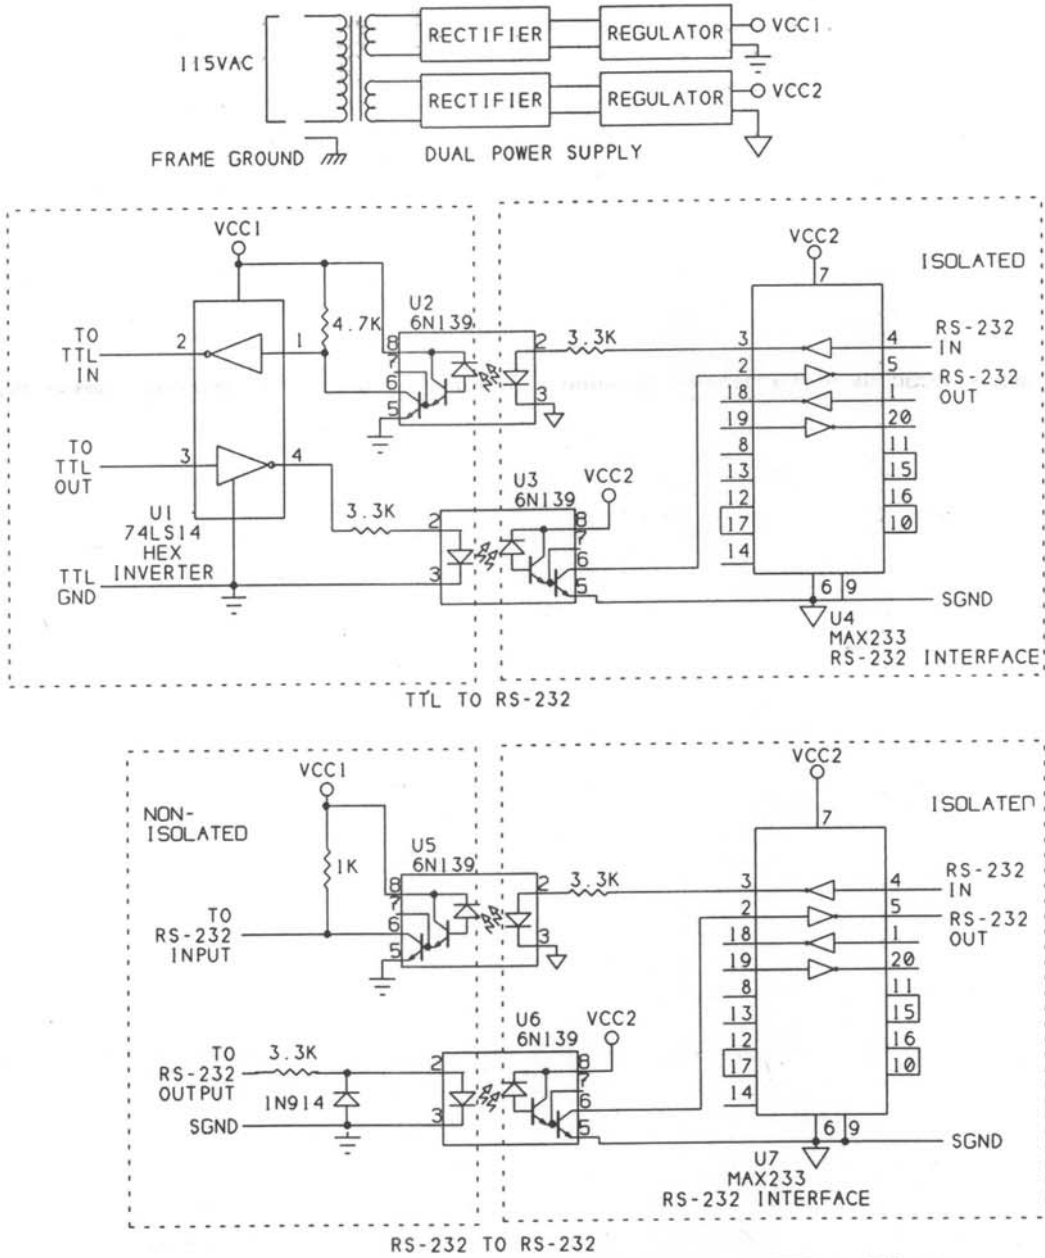 115VAC
RECTIFIER
REGULATOR
VCC1
RECTIFIER
REGULATOR
VCC2
FRAME GROUND
DUAL POWER SUPPLY
VCC1
VCC2
7
ISOLATED
U2
6N139
4.7K
TO
TTL
IN
2
1
8
7
6
5
2
3
3.3K
3
2
18
19
8
13
12
17
14
4
5
1
20
11
15
16
10
6
9
RS-232
IN
RS-232
OUT
TO
TTL
OUT
3
4
U1
74LS14
HEX
INVERTER
3.3K
U3
6N139
VCC2
2
3
8
7
6
5
TTL
GND
SGND
U4
MAX233
RS-232 INTERFACE
TTL TO RS-232
VCC1
VCC2
7
NON-
ISOLATED
ISOLATED
1K
U5
6N139
8
7
6
5
2
3
3.3K
3
2
18
19
8
13
12
17
14
4
5
1
20
11
15
16
10
6
9
RS-232
IN
RS-232
OUT
TO
RS-232
INPUT
TO
RS-232
OUTPUT
3.3K
1N914
SGND
U6
6N139
VCC2
2
3
8
7
6
5
SGND
U7
MAX233
RS-232 INTERFACE
RS-232 TO RS-232